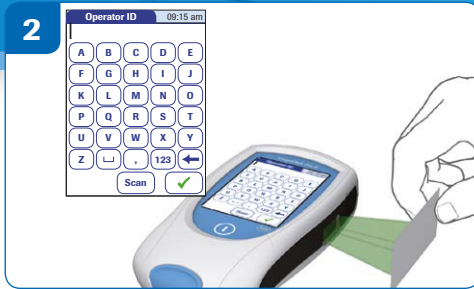 2
Operator ID 09:15 am
A B C D E
F G H I J
K L M N O
P Q R S T
U V W X Y
Z , 123
Scan